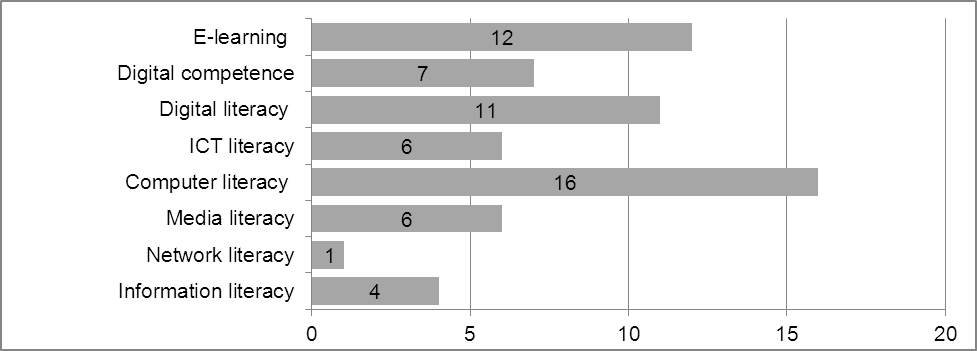 E-learning 12
Digital competence 7
Digital literacy 11
ICT literacy 6
Computer literacy 16
Media literacy 6
Network literacy 1
Information literacy 4
0 5 10 15 20